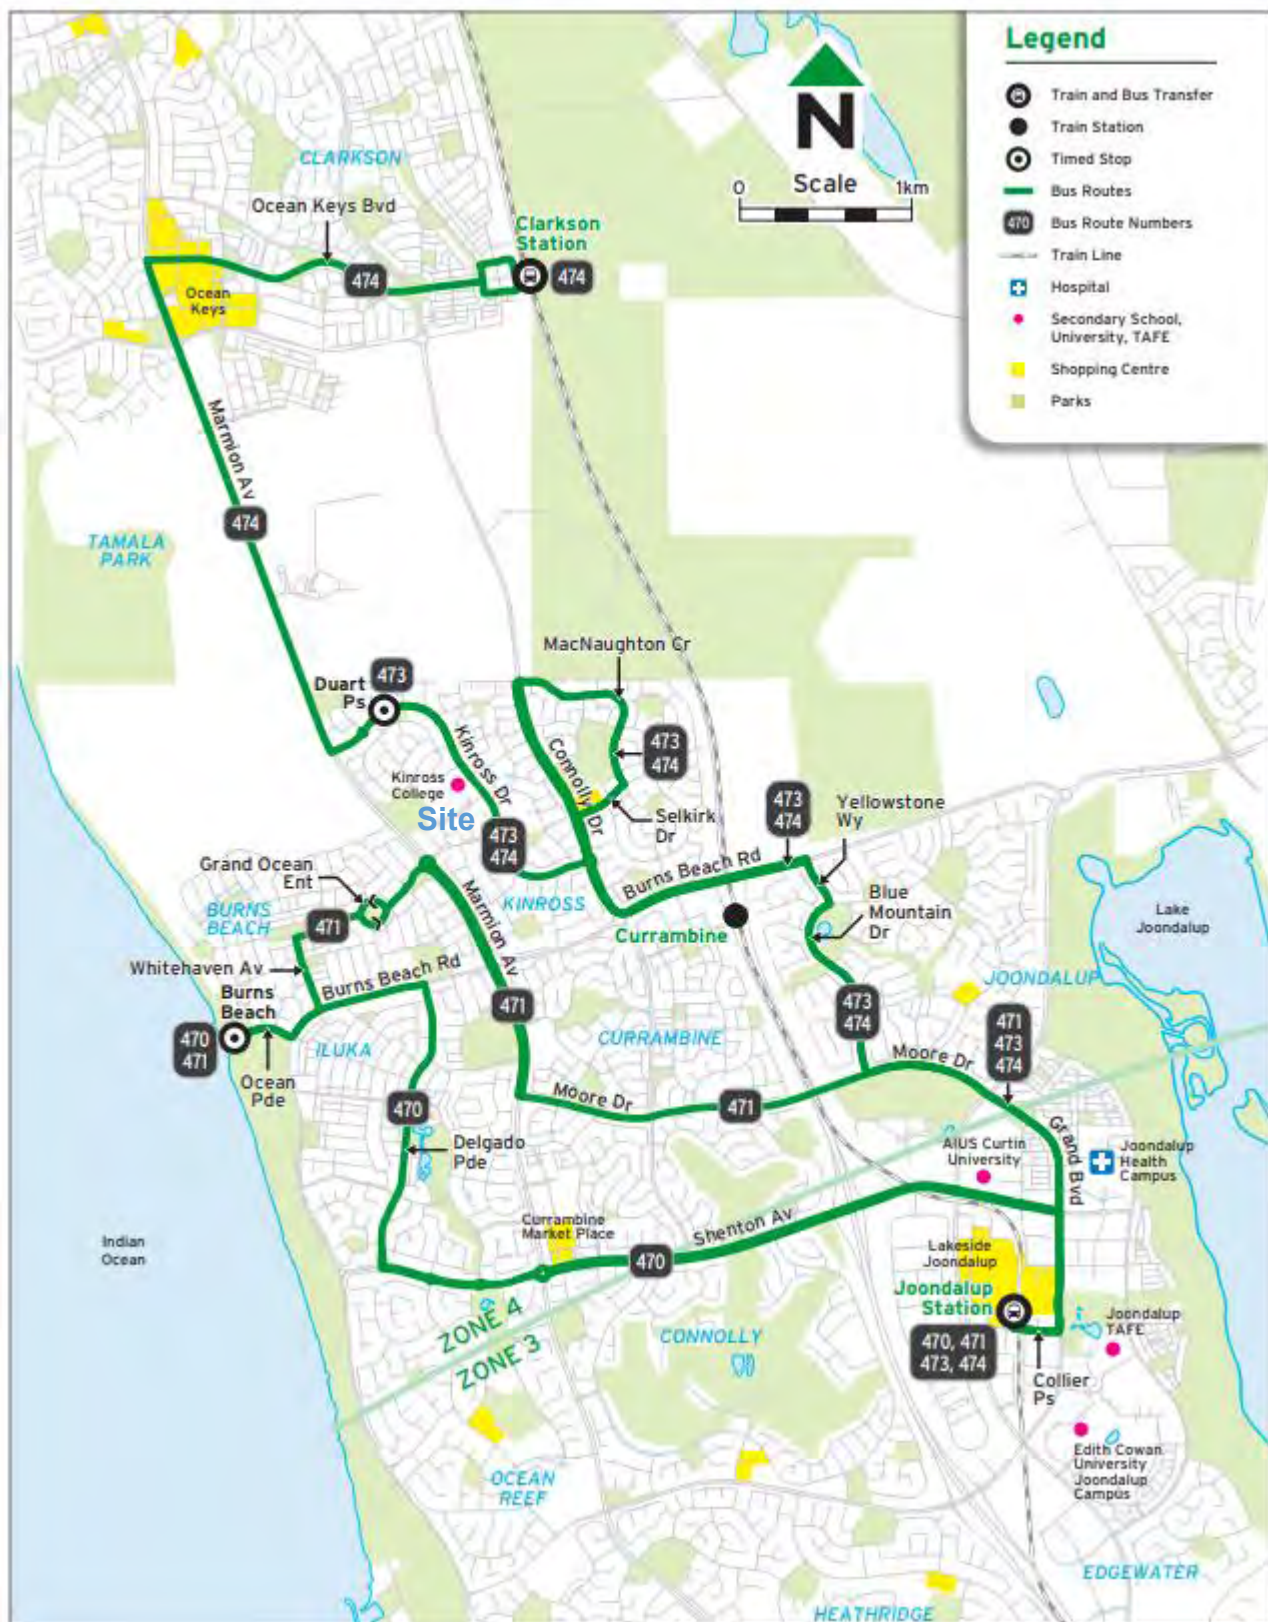 Legend
Train and Bus Transfer
Train Station
Timed Stop
Bus Routes
470
Bus Route Numbers
Train Line
Hospital
Secondary School,
University, TAFE
Shopping Centre
Parks
N
0
Scale
1km
CLARKSON
Ocean Keys Bvd
Clarkson
Station
474
474
Ocean
Keys
Marmion Av
474
TAMALA
PARK
MacNaughton Cr
Duart
Ps
473
Kinross Dr
Connolly Dr
473
474
Kinross
College
Site
473
474
Selkirk
Dr
473
474
Yellowstone
Wy
Burns Beach Rd
Grand Ocean
Ent
BURNS
BEACH
471
KINROSS
Marmion Av
Currambine
Blue
Mountain
Dr
Lake
Joondalup
Whitehaven Av
Burns Beach Rd
Burns
Beach
470
471
Ocean
Pde
ILUKA
471
CURRAMBINE
473
474
JOONDALUP
471
473
474
Moore Dr
Moore Dr
471
470
Delgado
Pde
Grand Bvd
AIUS Curtin
University
Joondalup
Health
Campus
Indian
Ocean
Currambine
Market Place
Shenton Av
470
Lakeside
Joondalup
Joondalup
Station
470, 471
473, 474
Joondalup
TAFE
Collier
Ps
ZONE 4
ZONE 3
CONNOLLY
Edith Cowan
University
Joondalup
Campus
OCEAN
REEF
EDGEWATER
HEATHRIDGE